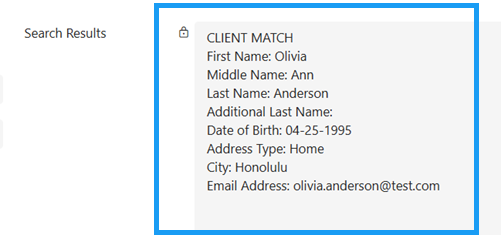 Search Results
CLIENT MATCH
First Name: Olivia
Middle Name: Ann
Last Name: Anderson
Additional Last Name:
Date of Birth: 04-25-1995
Address Type: Home
City: Honolulu
Email Address: olivia.anderson@test.com